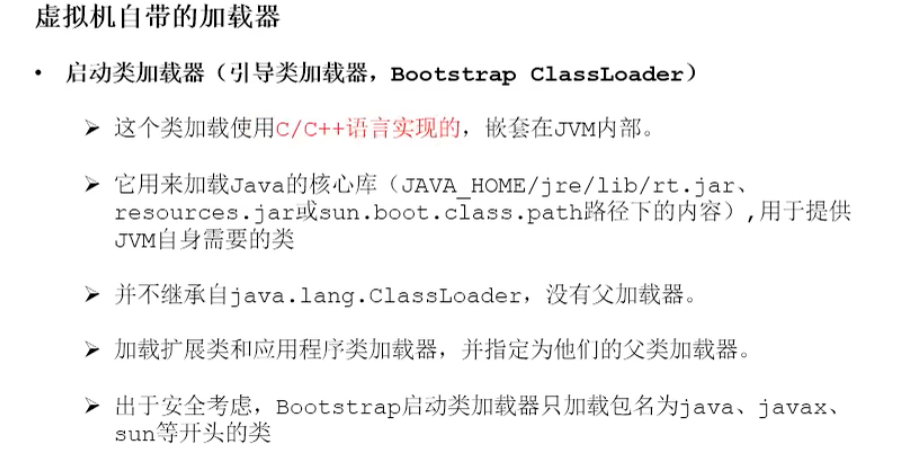 虚拟机自带的加载器
• 启动类加载器（引导类加载器，Bootstrap ClassLoader）
➢ 这个类加载使用C/C++语言实现的，嵌套在JVM内部。
➢ 它用来加载Java的核心库（JAVA_HOME/jre/lib/rt.jar、
resources.jar或sun.boot.class.path路径下的内容）,用于提供
JVM自身需要的类
➢ 并不继承自java.lang.ClassLoader，没有父加载器。
➢ 加载扩展类和应用程序类加载器，并指定为他们的父类加载器。
➢ 出于安全考虑，Bootstrap启动类加载器只加载包名为java、javax、
sun等开头的类